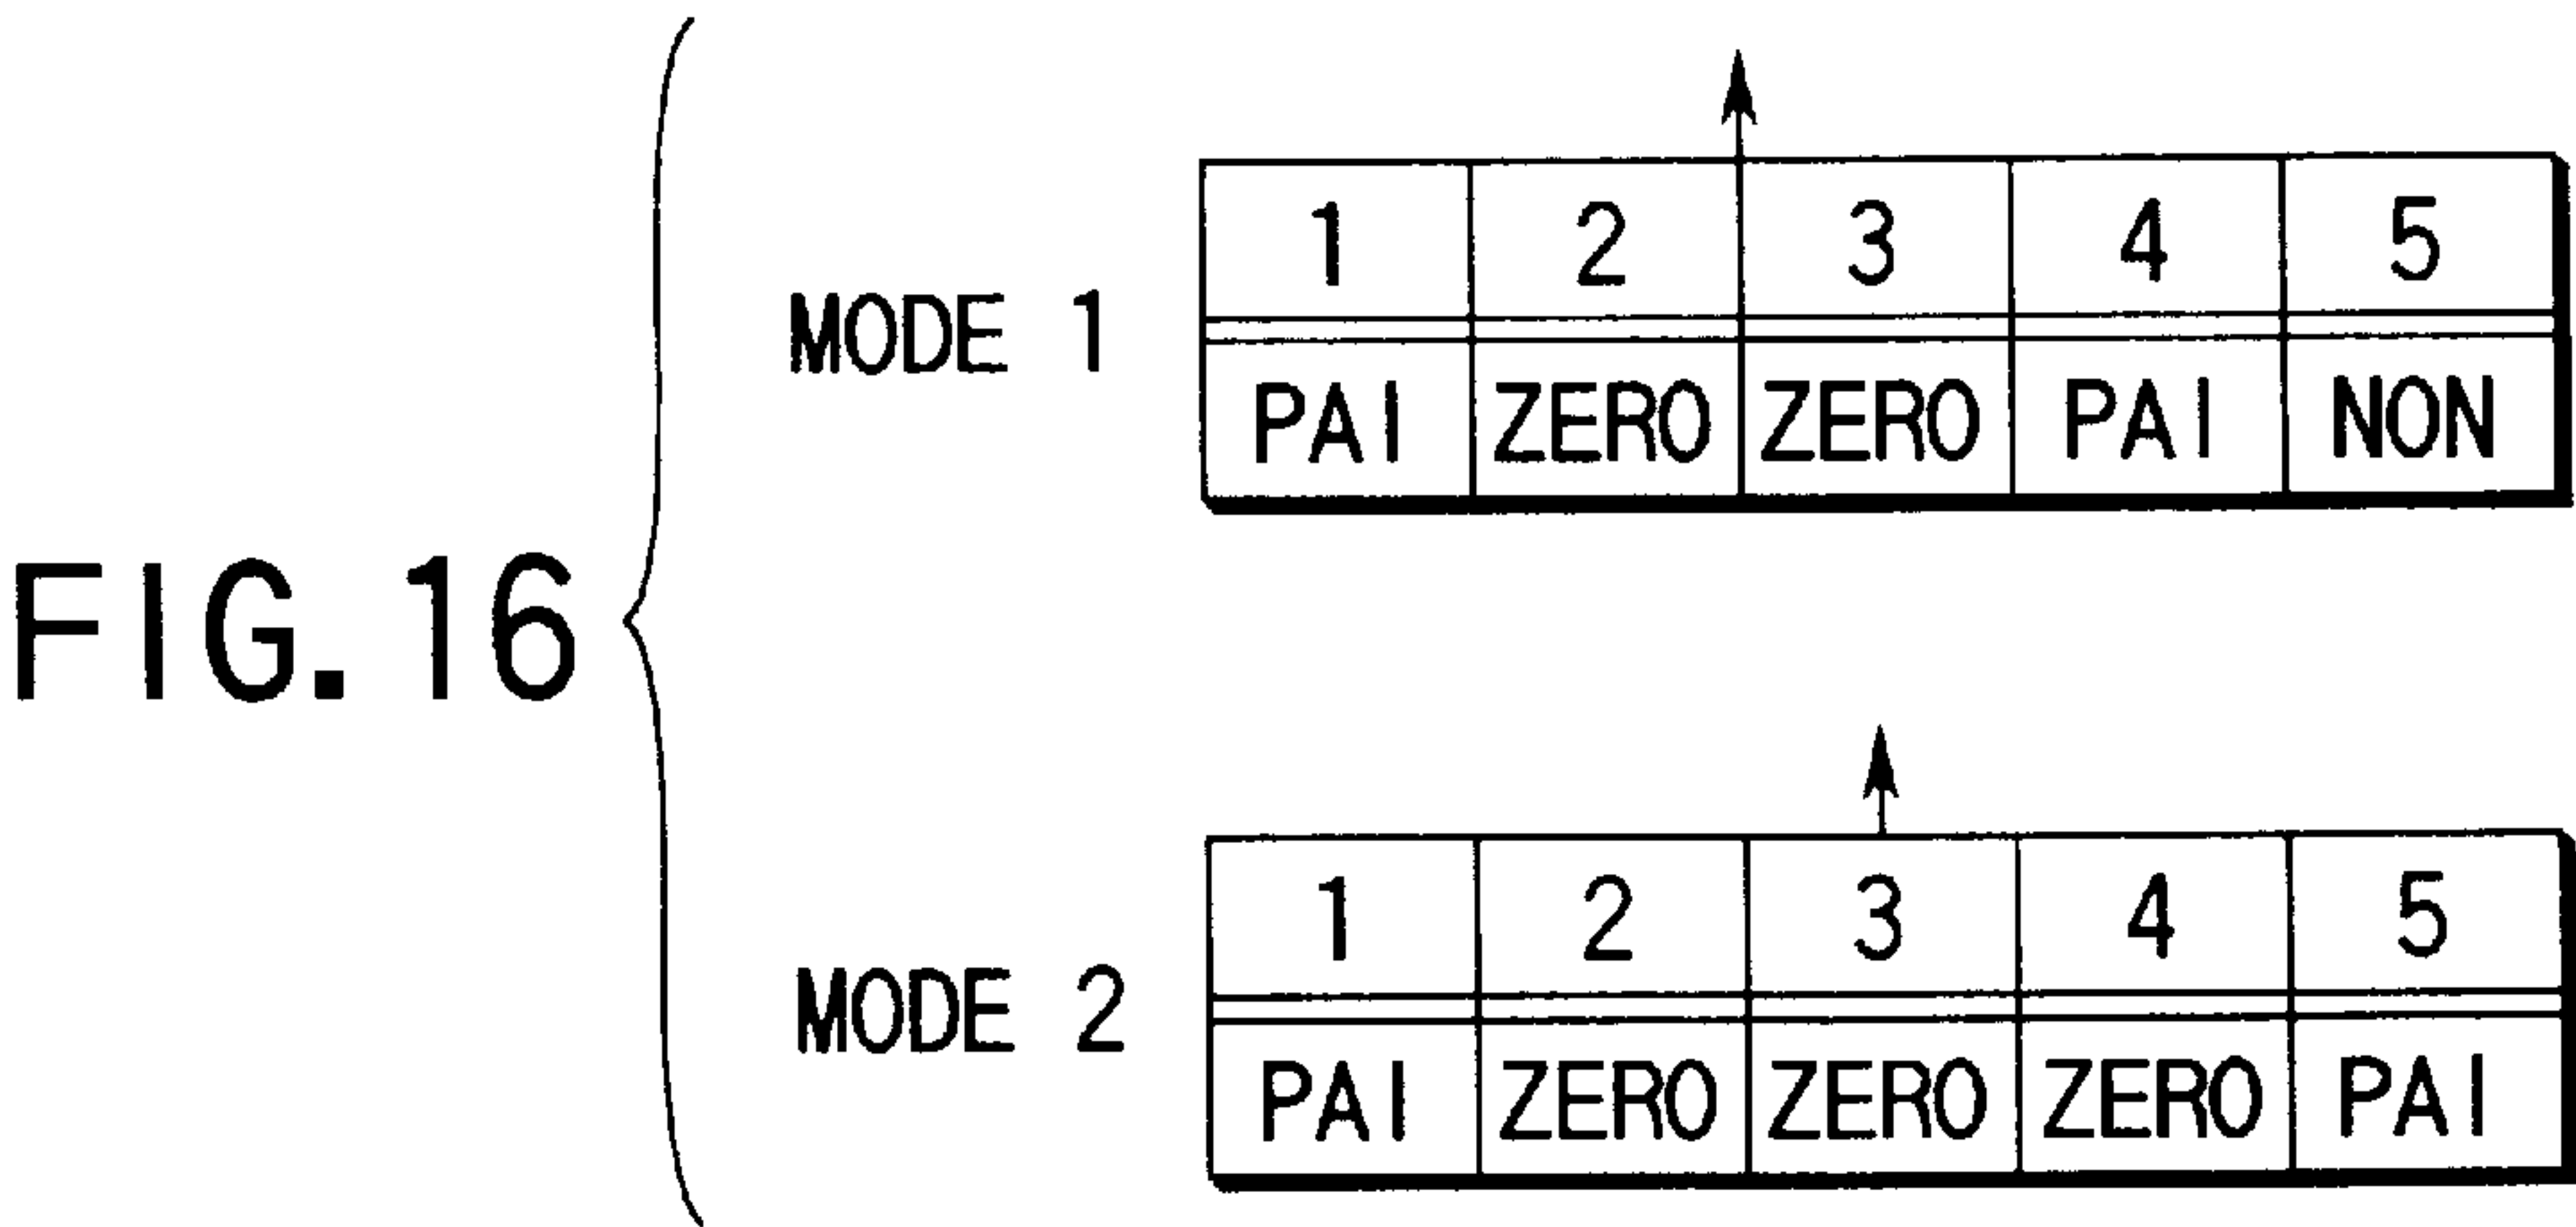 FIG.16
MODE 1
1 2 3 4 5
PAI ZERO ZERO PAI NON
MODE 2
1 2 3 4 5
PAI ZERO ZERO ZERO PAI